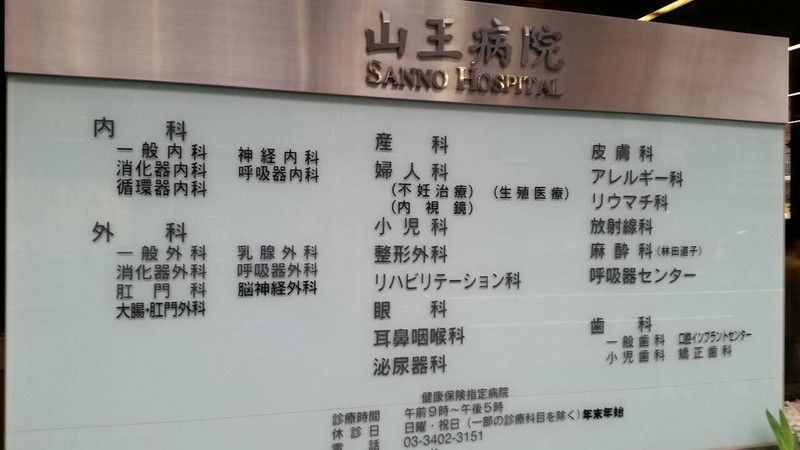 山王病院
SANNO HOSPITAL
内科
一般内科 神経内科
消化器内科 呼吸器内科
循環器内科
外科
一般外科 乳腺外科
消化器外科 呼吸器外科
肛門科 脳神経外科
大腸・肛門外科
産科
婦人科
(不妊治療) (生殖医療)
(内視鏡)
小児科
整形外科
リハビリテーション科
眼科
耳鼻咽喉科
泌尿器科
皮膚科
アレルギー科
リウマチ科
放射線科
麻酔科(林田道子)
呼吸器センター
歯科
一般歯科 口腔インプラントセンター
小児歯科 矯正歯科
健康保険指定病院
診療時間 午前9時〜午後5時
休診日 日曜・祝日(一部の診療科目を除く)年末年始
電話 03-3402-3151